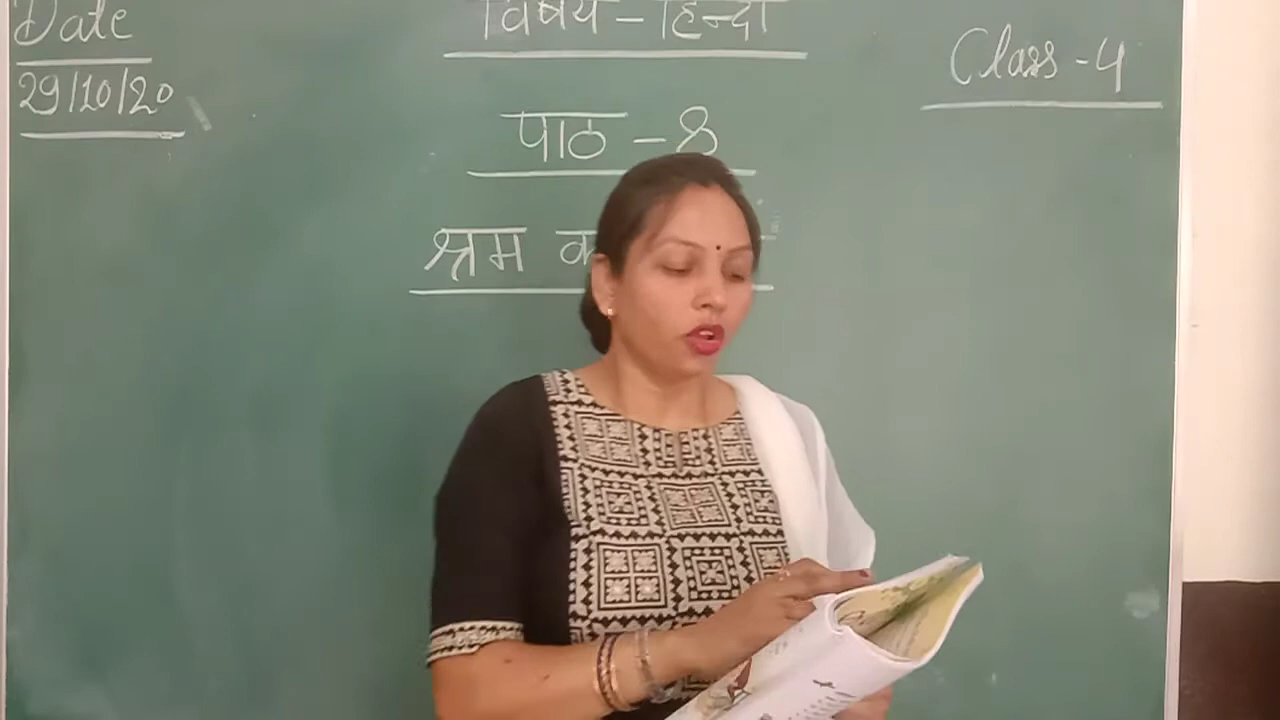 Date
29/10/20
विषय - हिन्दी
Class - 4
पाठ - 8
श्रम